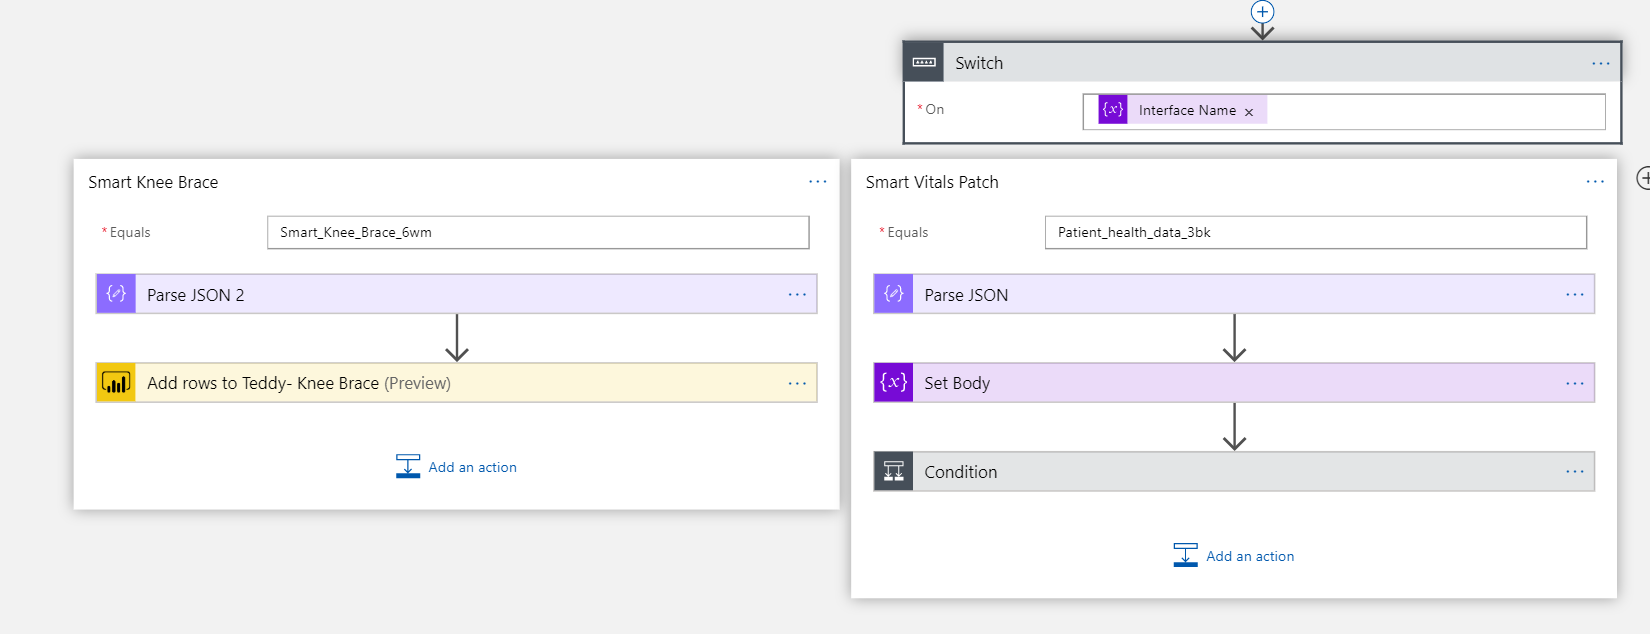 Switch
* On
{x} Interface Name ×
Smart Knee Brace
* Equals
Smart_Knee_Brace_6wm
Parse JSON 2
Add rows to Teddy- Knee Brace (Preview)
Add an action
Smart Vitals Patch
* Equals
Patient_health_data_3bk
Parse JSON
{x} Set Body
Condition
Add an action